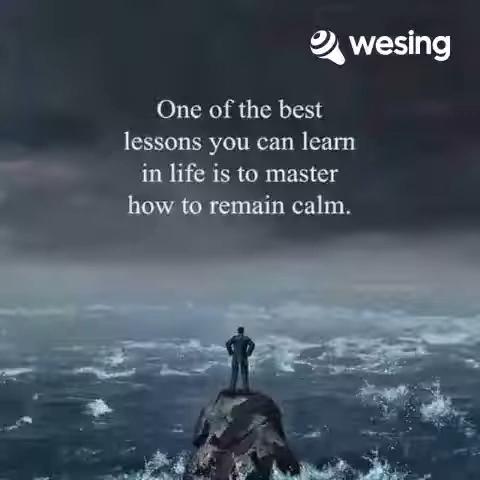 wesing
One of the best
lessons you can learn
in life is to master
how to remain calm.